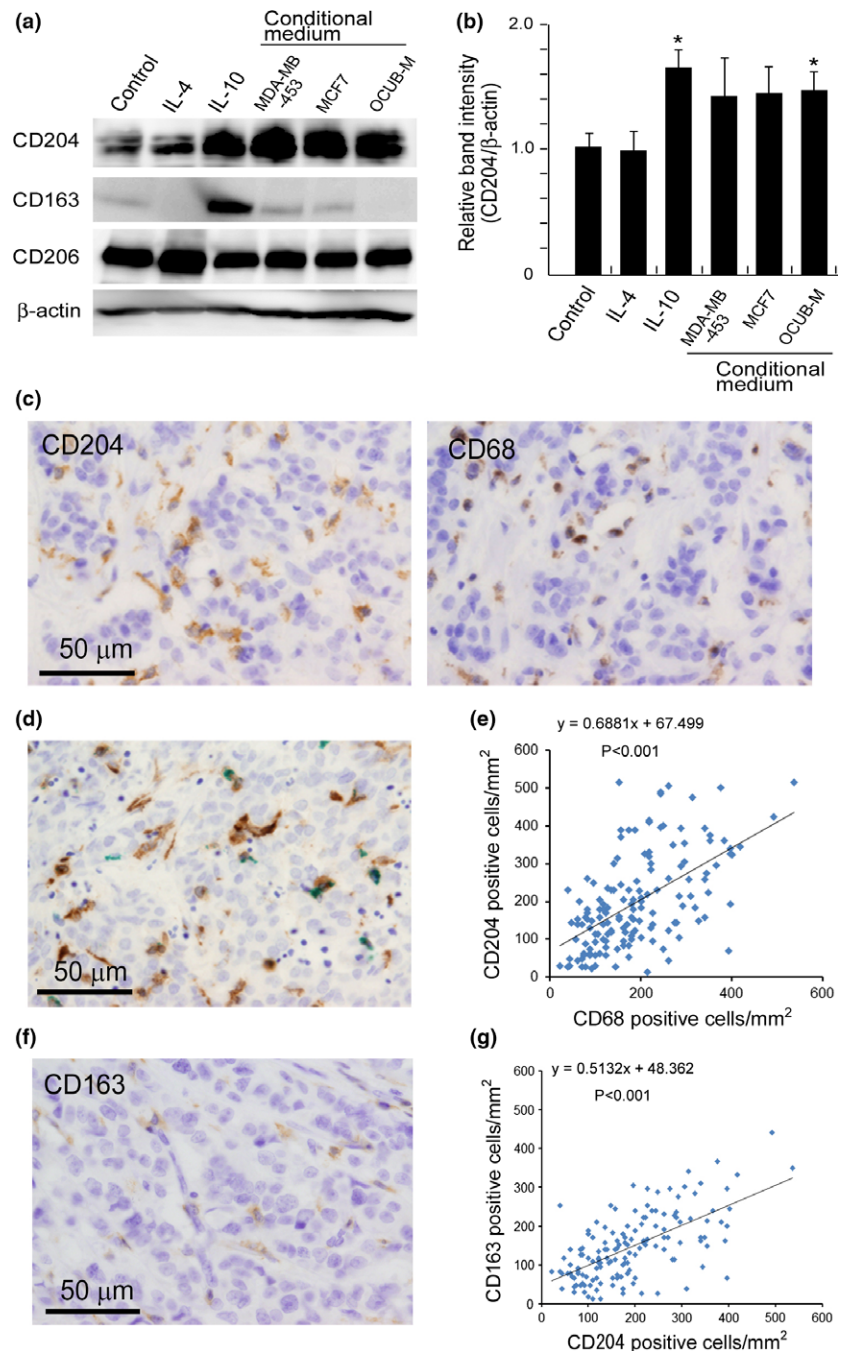 (a)
Conditional
medium
Control
IL-4
IL-10
MDA-MB
-453
MCF7
OCUB-M
CD204
CD163
CD206
β-actin
(b)
Relative band intensity
(CD204/β-actin)
2.0
1.0
0
*
*
Control
IL-4
IL-10
MDA-MB
-453
MCF7
OCUB-M
Conditional
medium
(c)
CD204
50 μm
CD68
(d)
50 μm
(e)
y = 0.6881x + 67.499
P<0.001
CD204 positive cells/mm²
600
500
400
300
200
100
0
0
200
400
600
CD68 positive cells/mm²
(f)
CD163
50 μm
(g)
y = 0.5132x + 48.362
P<0.001
CD163 positive cells/mm²
600
500
400
300
200
100
0
0
100
200
300
400
500
600
CD204 positive cells/mm²